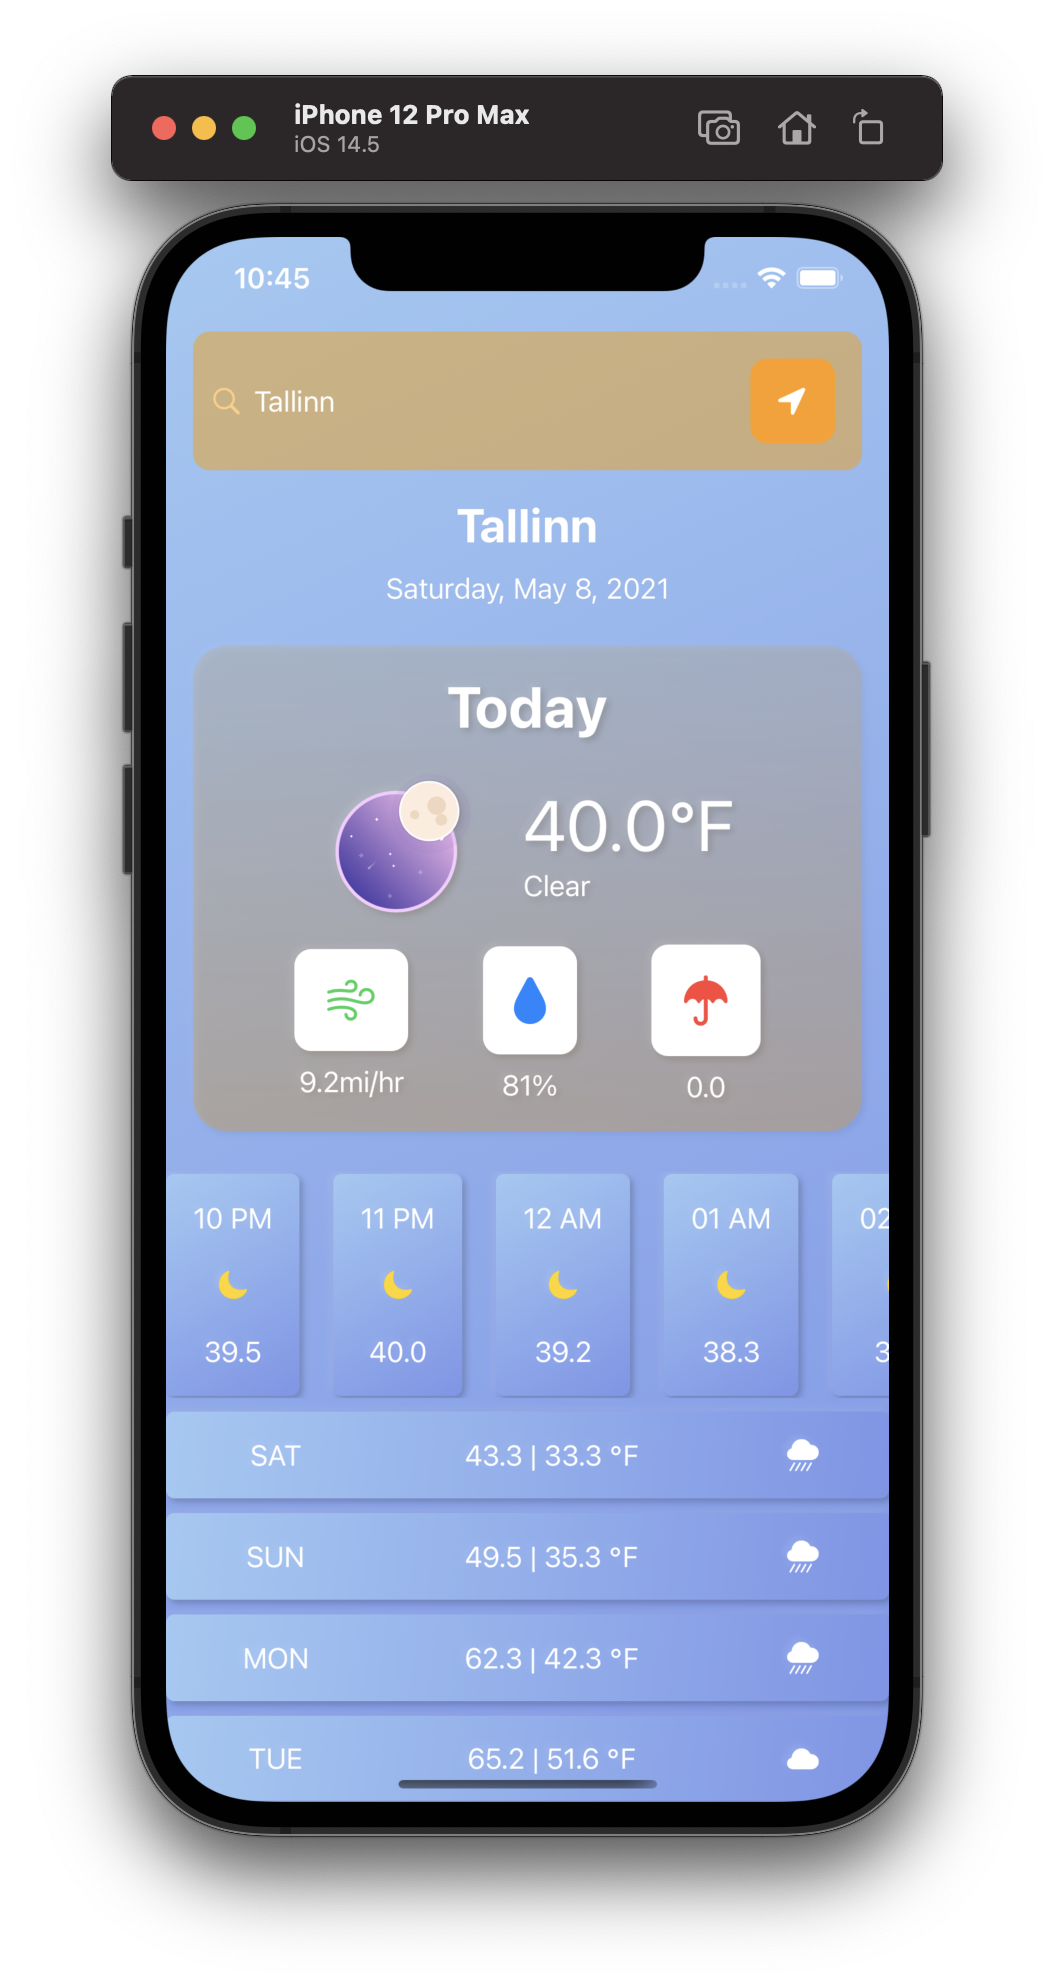 iPhone 12 Pro Max
iOS 14.5
10:45
Tallinn
Tallinn
Saturday, May 8, 2021
Today
40.0°F
Clear
9.2mi/hr 81% 0.0
10 PM 11 PM 12 AM 01 AM 02
39.5 40.0 39.2 38.3 3
SAT 43.3 | 33.3 °F
SUN 49.5 | 35.3 °F
MON 62.3 | 42.3 °F
TUE 65.2 | 51.6 °F